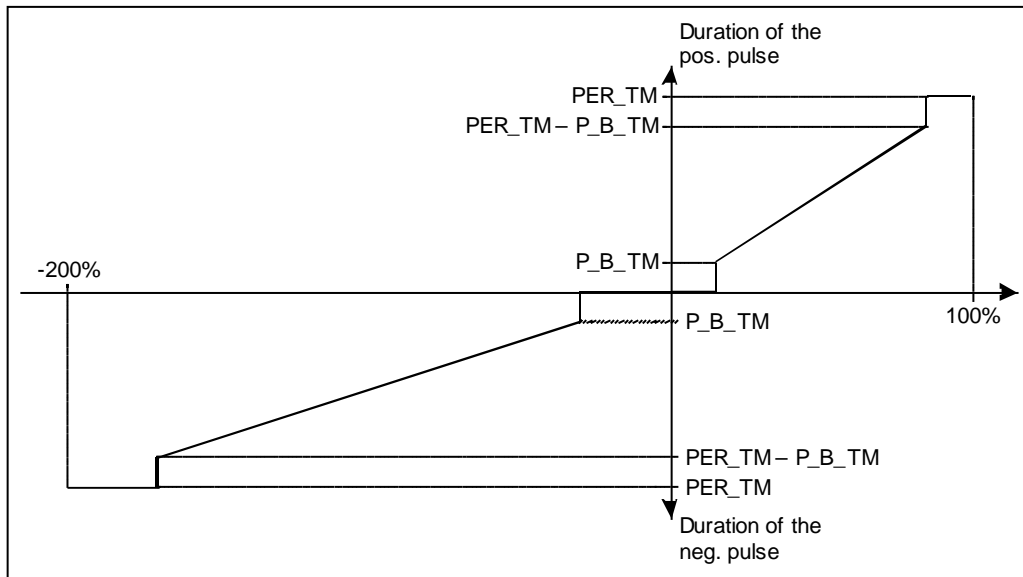 Duration of the
pos. pulse
PER_TM
PER_TM – P_B_TM
P_B_TM
-200%
100%
P_B_TM
PER_TM – P_B_TM
PER_TM
Duration of the
neg. pulse